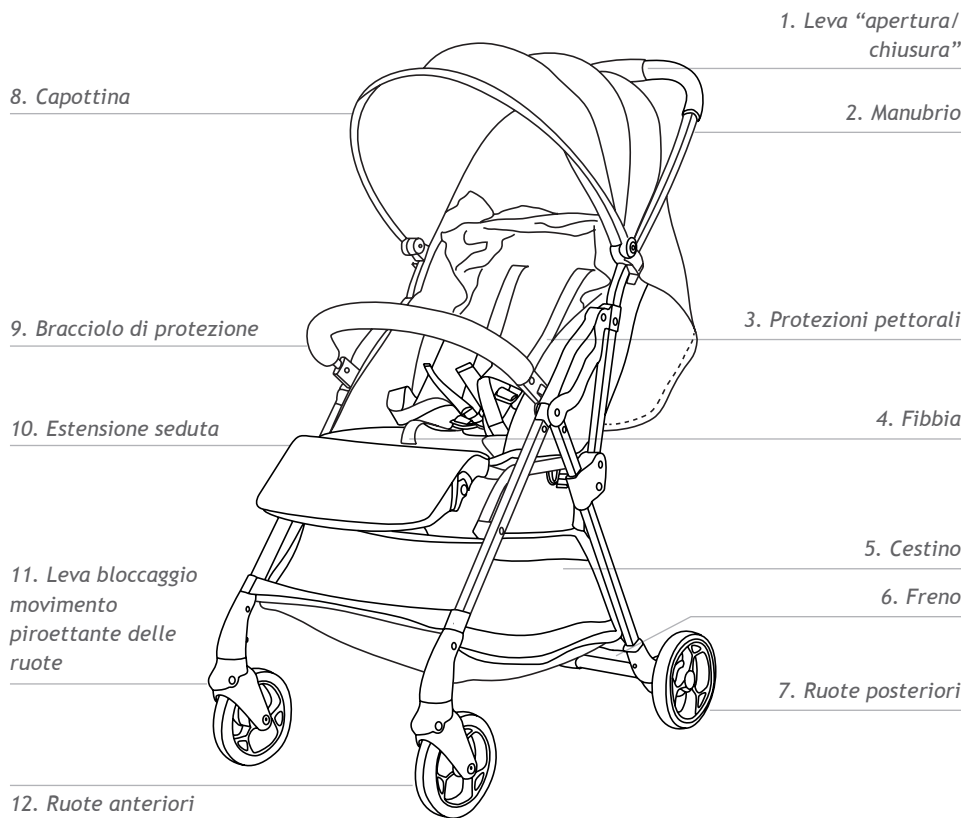 1. Leva “apertura/
chiusura”
2. Manubrio
3. Protezioni pettorali
4. Fibbia
5. Cestino
6. Freno
7. Ruote posteriori
8. Capottina
9. Bracciolo di protezione
10. Estensione seduta
11. Leva bloccaggio
movimento
piroettante delle
ruote
12. Ruote anteriori